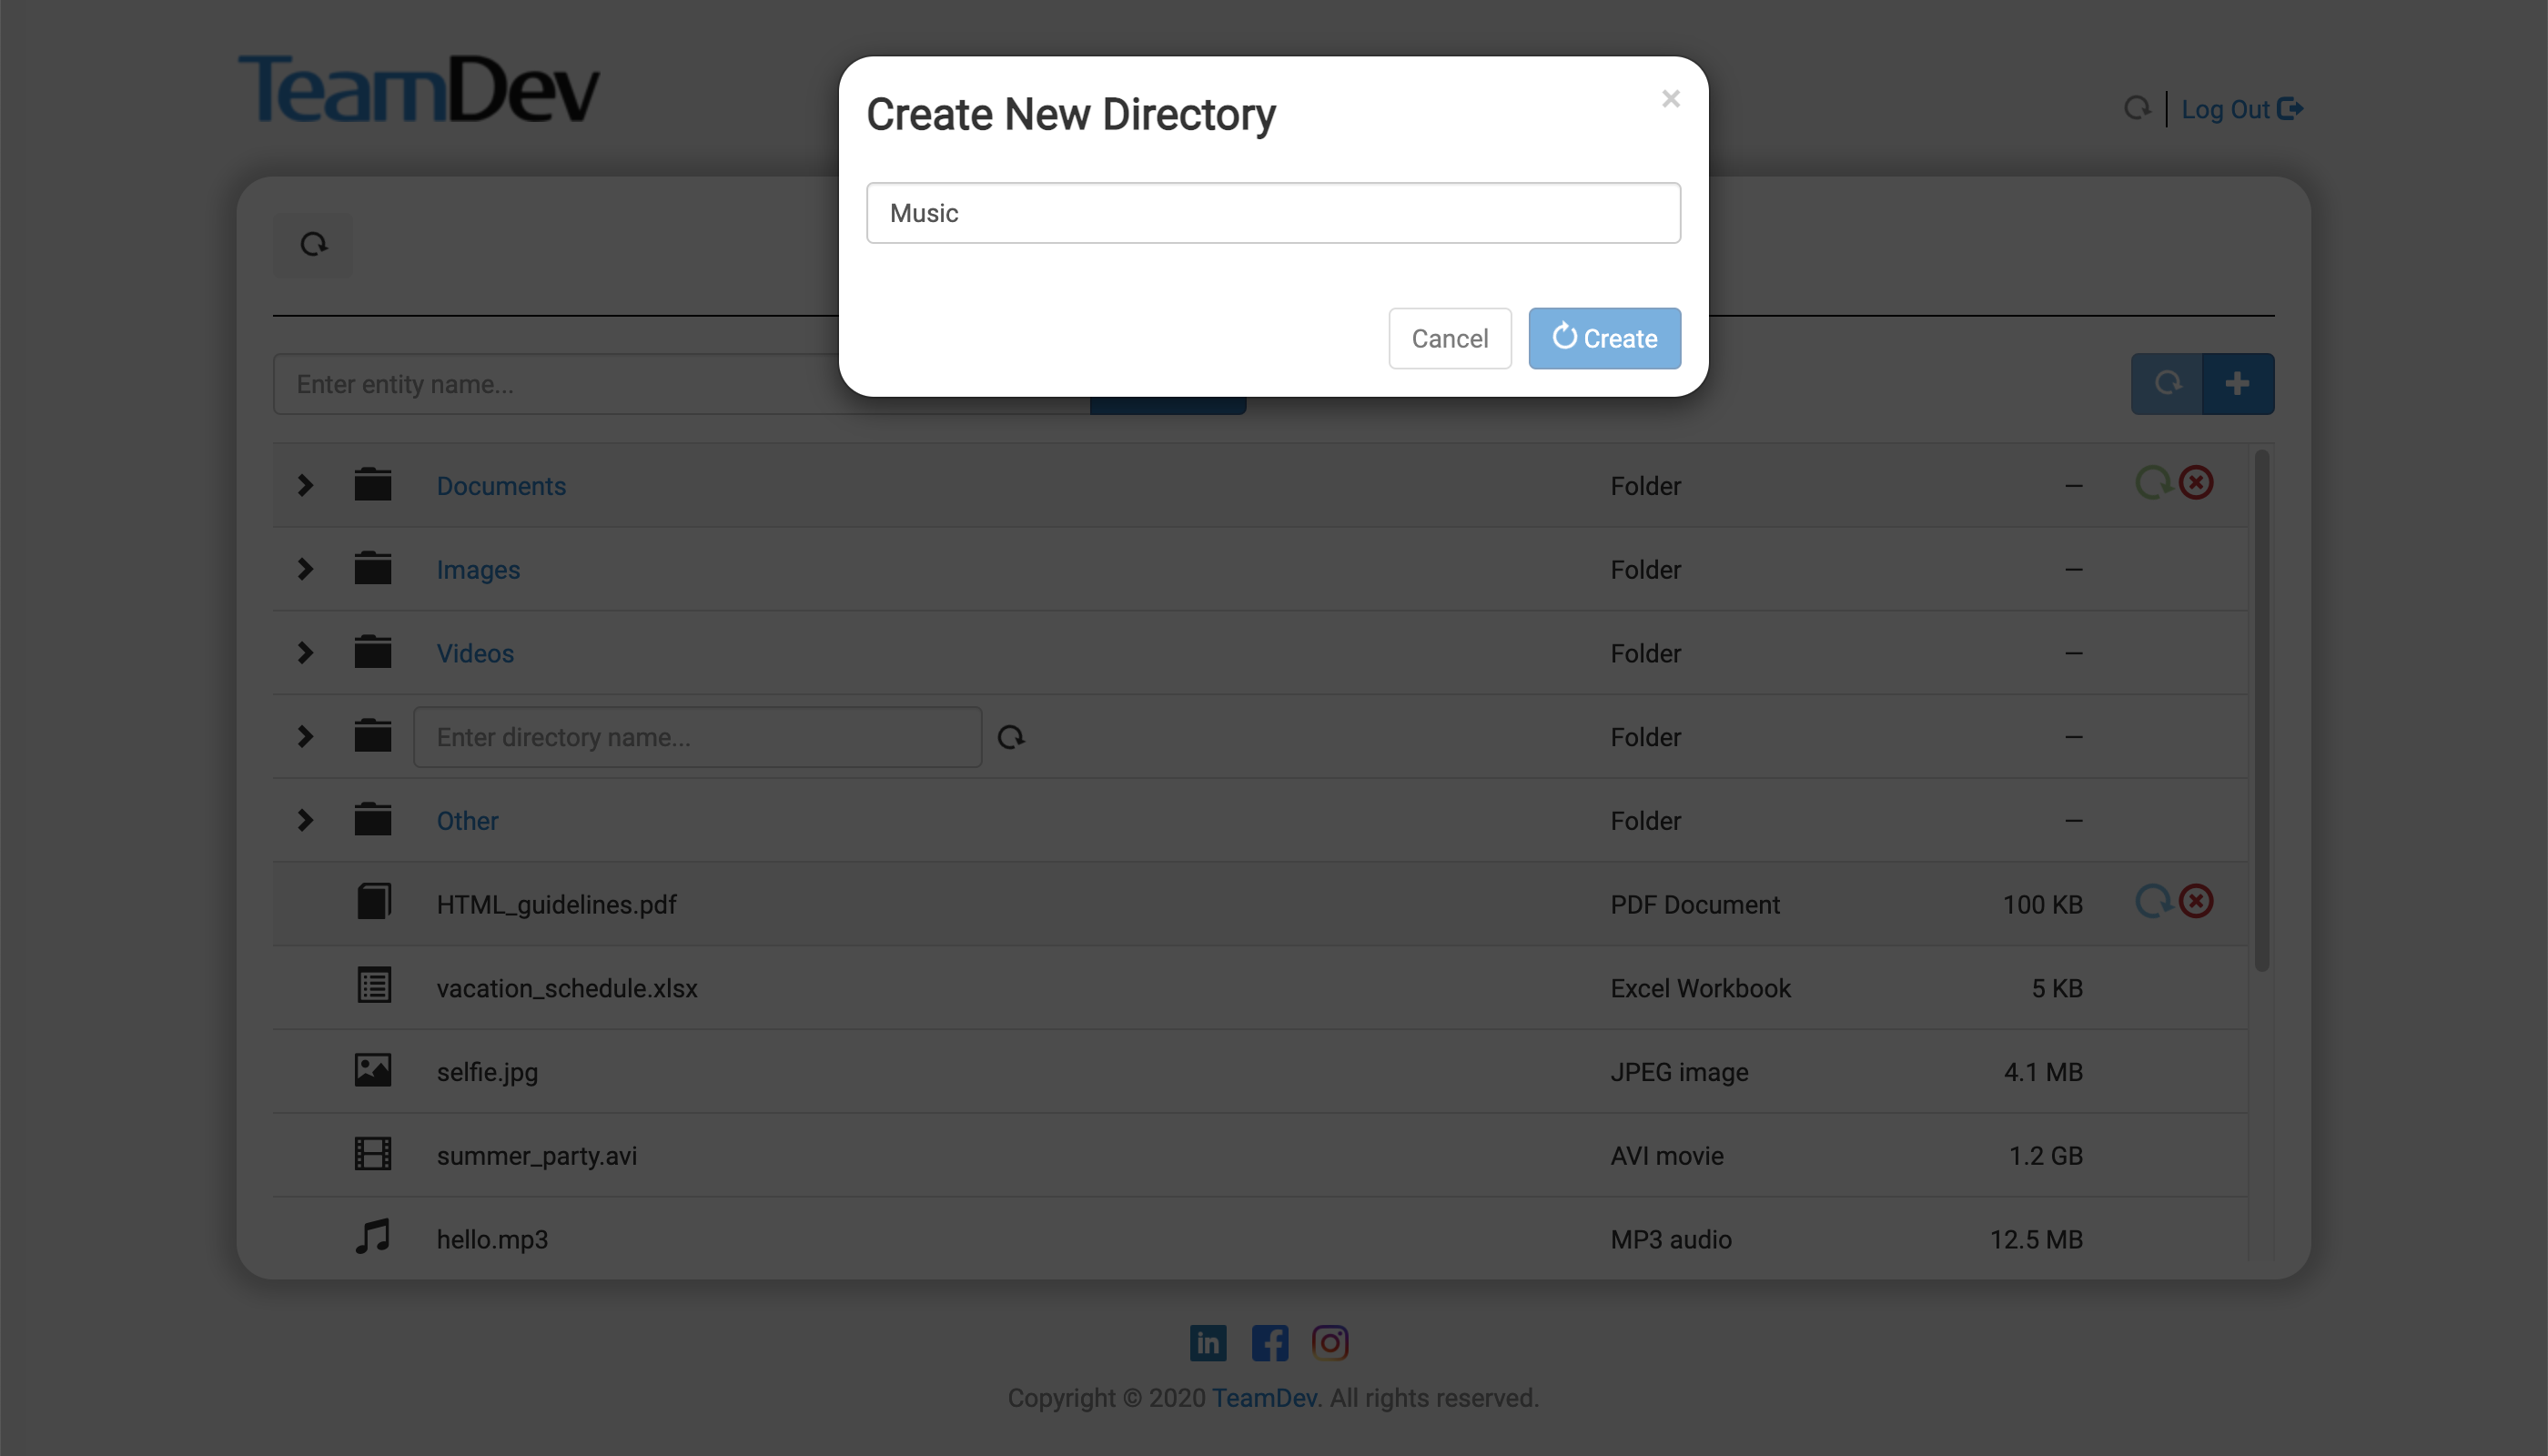 TeamDev
Create New Directory
×
Log Out
Music
Cancel
Create
Enter entity name...
Documents Folder —
Images Folder —
Videos Folder —
Enter directory name... Folder —
Other Folder —
HTML_guidelines.pdf PDF Document 100 KB
vacation_schedule.xlsx Excel Workbook 5 KB
selfie.jpg JPEG image 4.1 MB
summer_party.avi AVI movie 1.2 GB
hello.mp3 MP3 audio 12.5 MB
in f
Copyright © 2020 TeamDev. All rights reserved.